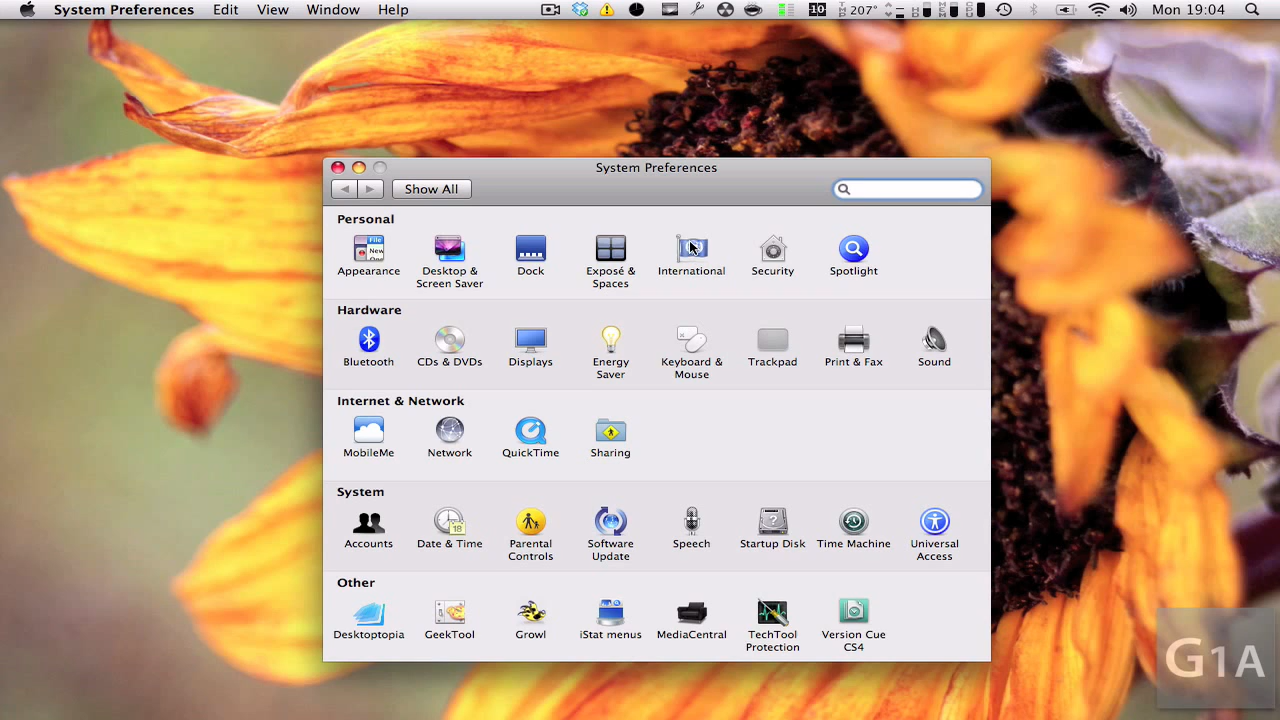 System Preferences Edit View Window Help 10 207° Mon 19:04
System Preferences
Show All
Personal
Appearance
Desktop &
Screen Saver
Dock
Exposé &
Spaces
International
Security
Spotlight
Hardware
Bluetooth
CDs & DVDs
Displays
Energy
Saver
Keyboard &
Mouse
Trackpad
Print & Fax
Sound
Internet & Network
MobileMe
Network
QuickTime
Sharing
System
Accounts
18
Date & Time
Parental
Controls
Software
Update
Speech
Startup Disk
Time Machine
Universal
Access
Other
Desktoptopia
GeekTool
Growl
iStat menus
MediaCentral
TechTool
Protection
Version Cue
CS4
G1A